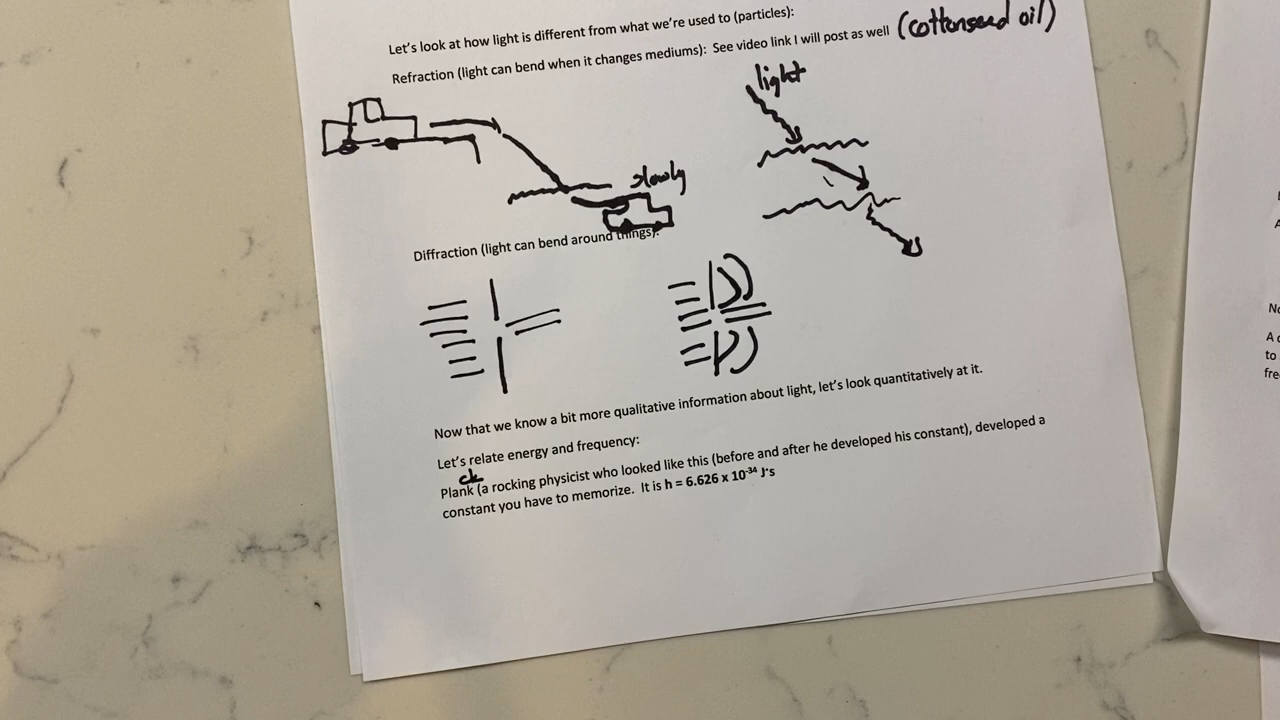 Let's look at how light is different from what we're used to (particles):
Refraction (light can bend when it changes mediums): See video link I will post as well (cottonseed oil)
light
slowly
Diffraction (light can bend around things):
Now that we know a bit more qualitative information about light, let's look quantitatively at it.
Let's relate energy and frequency:
ck
Plank (a rocking physicist who looked like this (before and after he developed his constant), developed a
constant you have to memorize. It is h = 6.626 x 10⁻³⁴ J·s
A
No
A c
to
fre